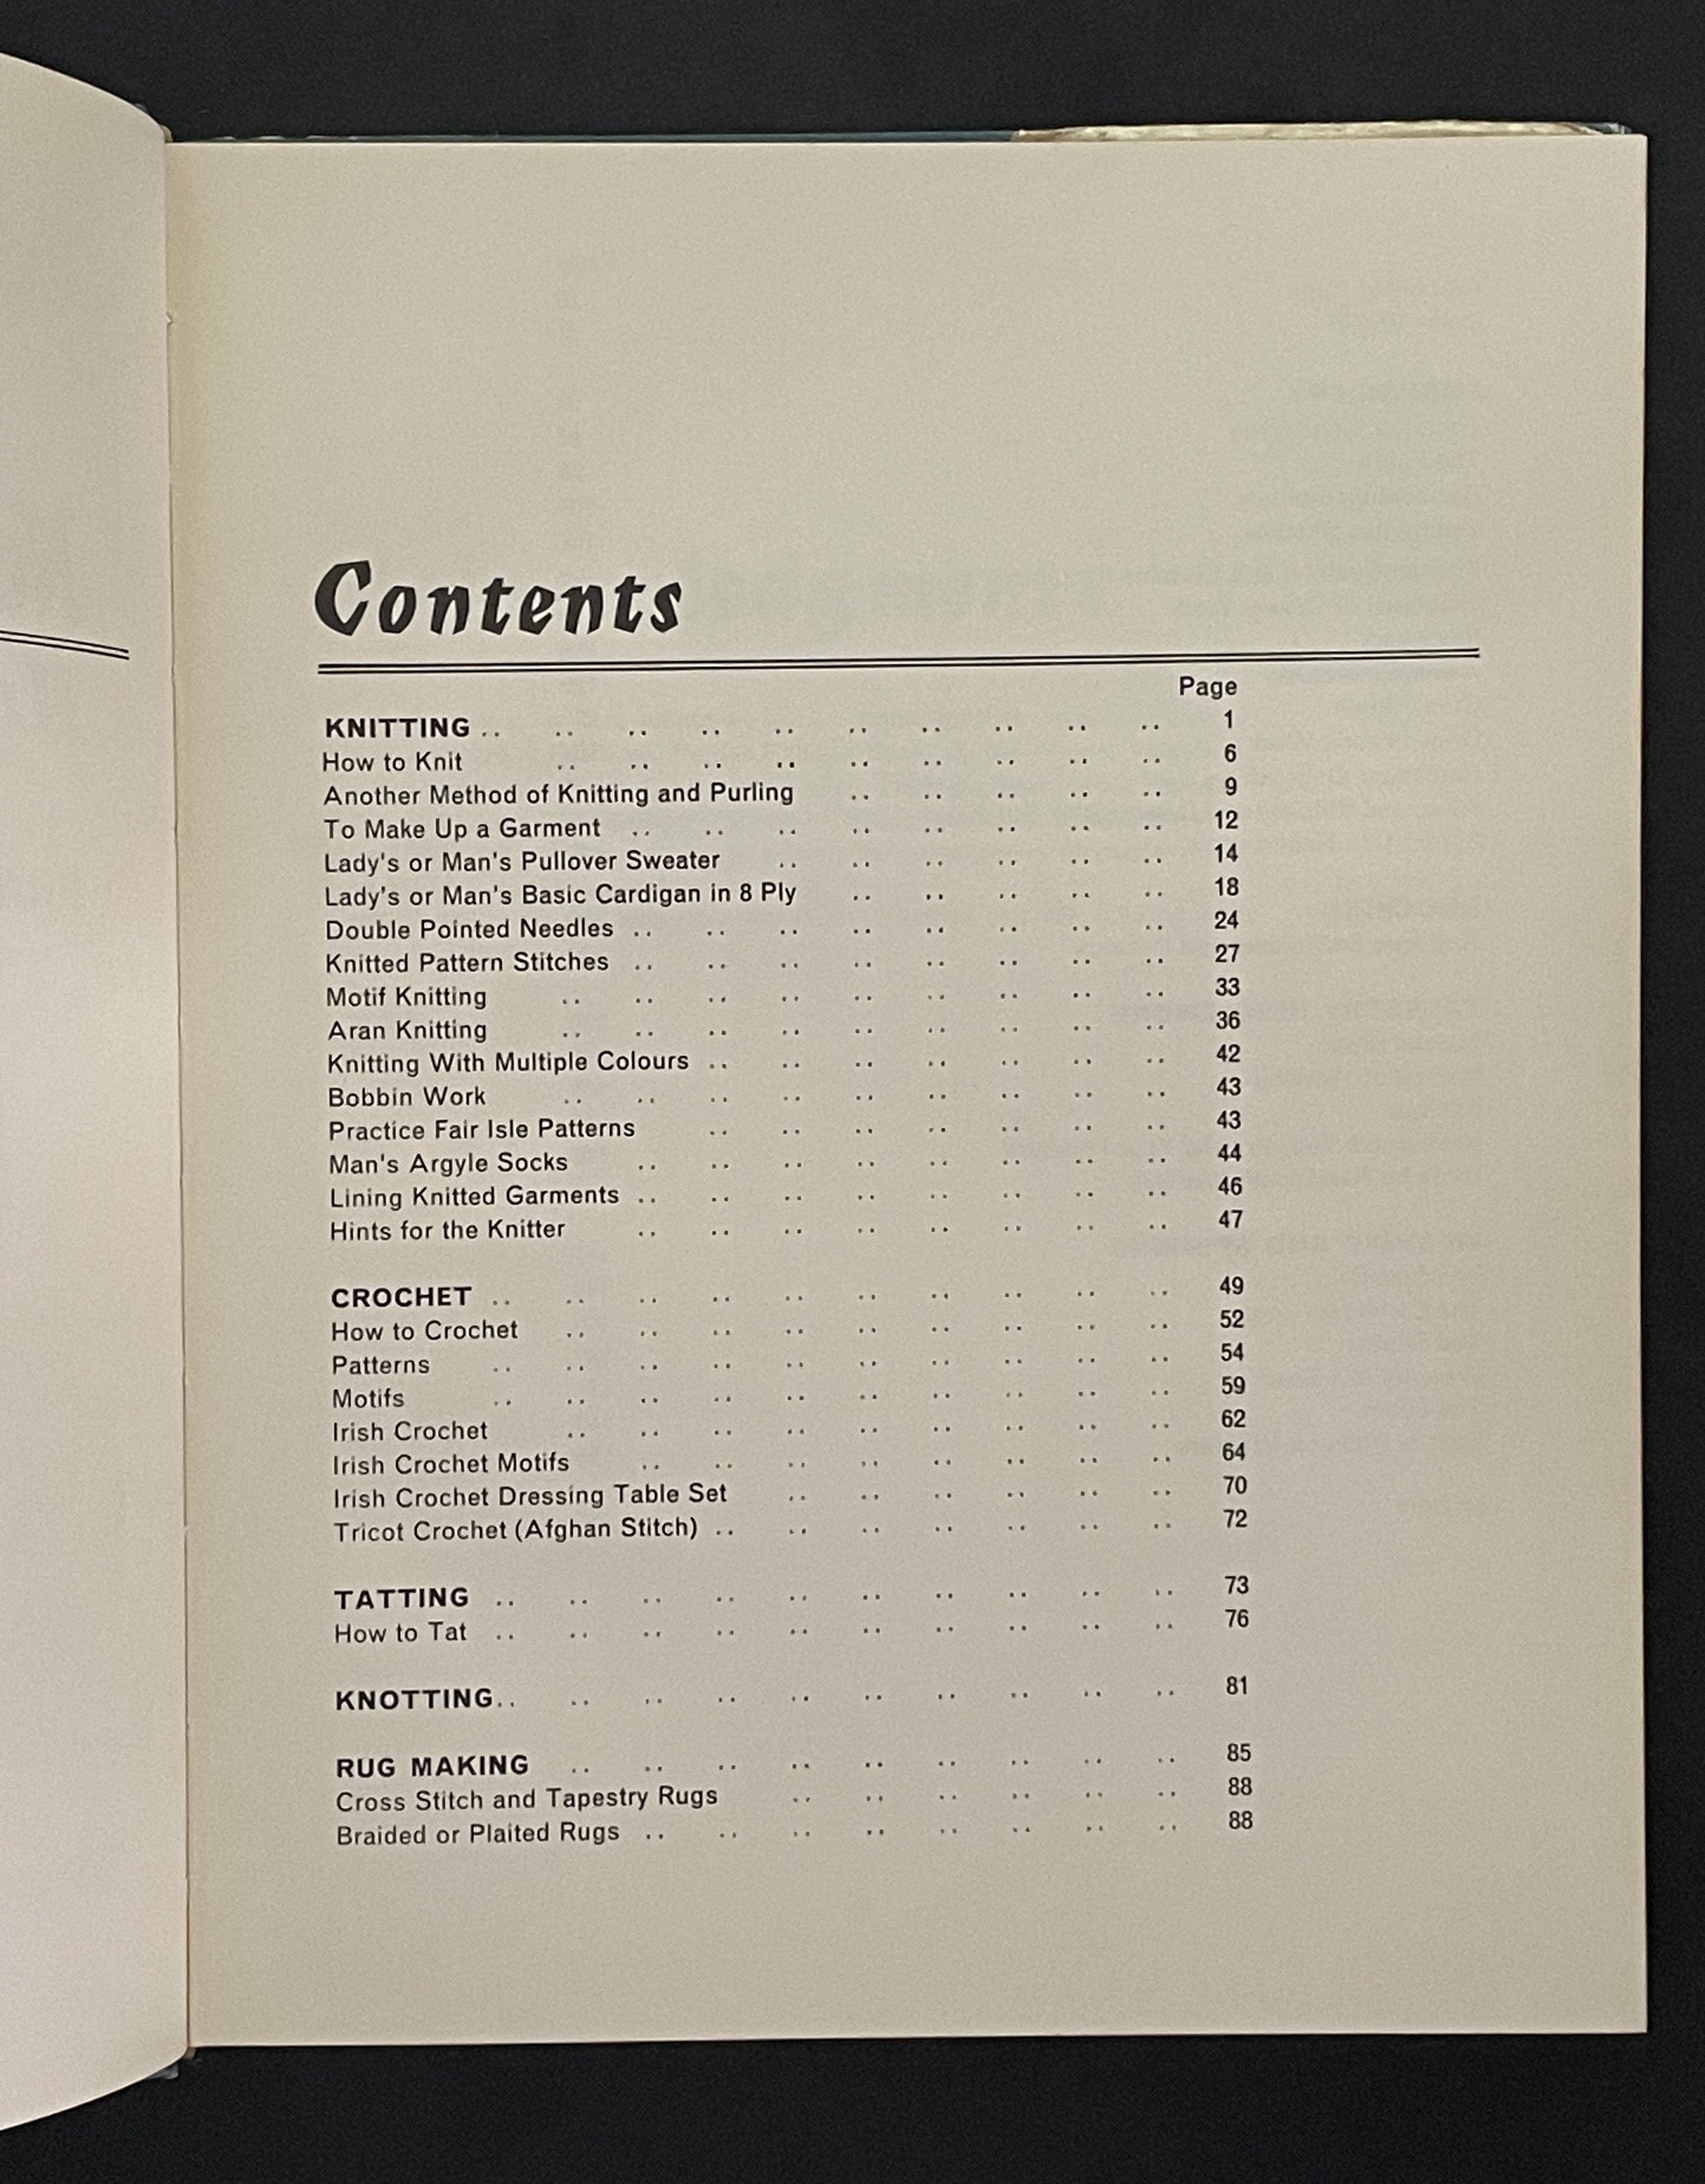 Contents
Page
KNITTING .. .. .. .. .. .. .. .. .. .. 1
How to Knit .. .. .. .. .. .. .. .. .. 6
Another Method of Knitting and Purling .. .. .. .. .. 9
To Make Up a Garment .. .. .. .. .. .. .. .. 12
Lady's or Man's Pullover Sweater .. .. .. .. .. .. 14
Lady's or Man's Basic Cardigan in 8 Ply .. .. .. .. .. 18
Double Pointed Needles .. .. .. .. .. .. .. .. 24
Knitted Pattern Stitches .. .. .. .. .. .. .. .. 27
Motif Knitting .. .. .. .. .. .. .. .. .. 33
Aran Knitting .. .. .. .. .. .. .. .. .. 36
Knitting With Multiple Colours .. .. .. .. .. .. .. 42
Bobbin Work .. .. .. .. .. .. .. .. .. 43
Practice Fair Isle Patterns .. .. .. .. .. .. .. 43
Man's Argyle Socks .. .. .. .. .. .. .. .. 44
Lining Knitted Garments .. .. .. .. .. .. .. .. 46
Hints for the Knitter .. .. .. .. .. .. .. .. 47
CROCHET .. .. .. .. .. .. .. .. .. .. 49
How to Crochet .. .. .. .. .. .. .. .. .. 52
Patterns .. .. .. .. .. .. .. .. .. .. 54
Motifs .. .. .. .. .. .. .. .. .. .. 59
Irish Crochet .. .. .. .. .. .. .. .. .. 62
Irish Crochet Motifs .. .. .. .. .. .. .. .. 64
Irish Crochet Dressing Table Set .. .. .. .. .. .. 70
Tricot Crochet (Afghan Stitch) .. .. .. .. .. .. .. 72
TATTING .. .. .. .. .. .. .. .. .. .. 73
How to Tat .. .. .. .. .. .. .. .. .. .. 76
KNOTTING .. .. .. .. .. .. .. .. .. .. 81
RUG MAKING .. .. .. .. .. .. .. .. .. 85
Cross Stitch and Tapestry Rugs .. .. .. .. .. .. 88
Braided or Plaited Rugs .. .. .. .. .. .. .. .. 88